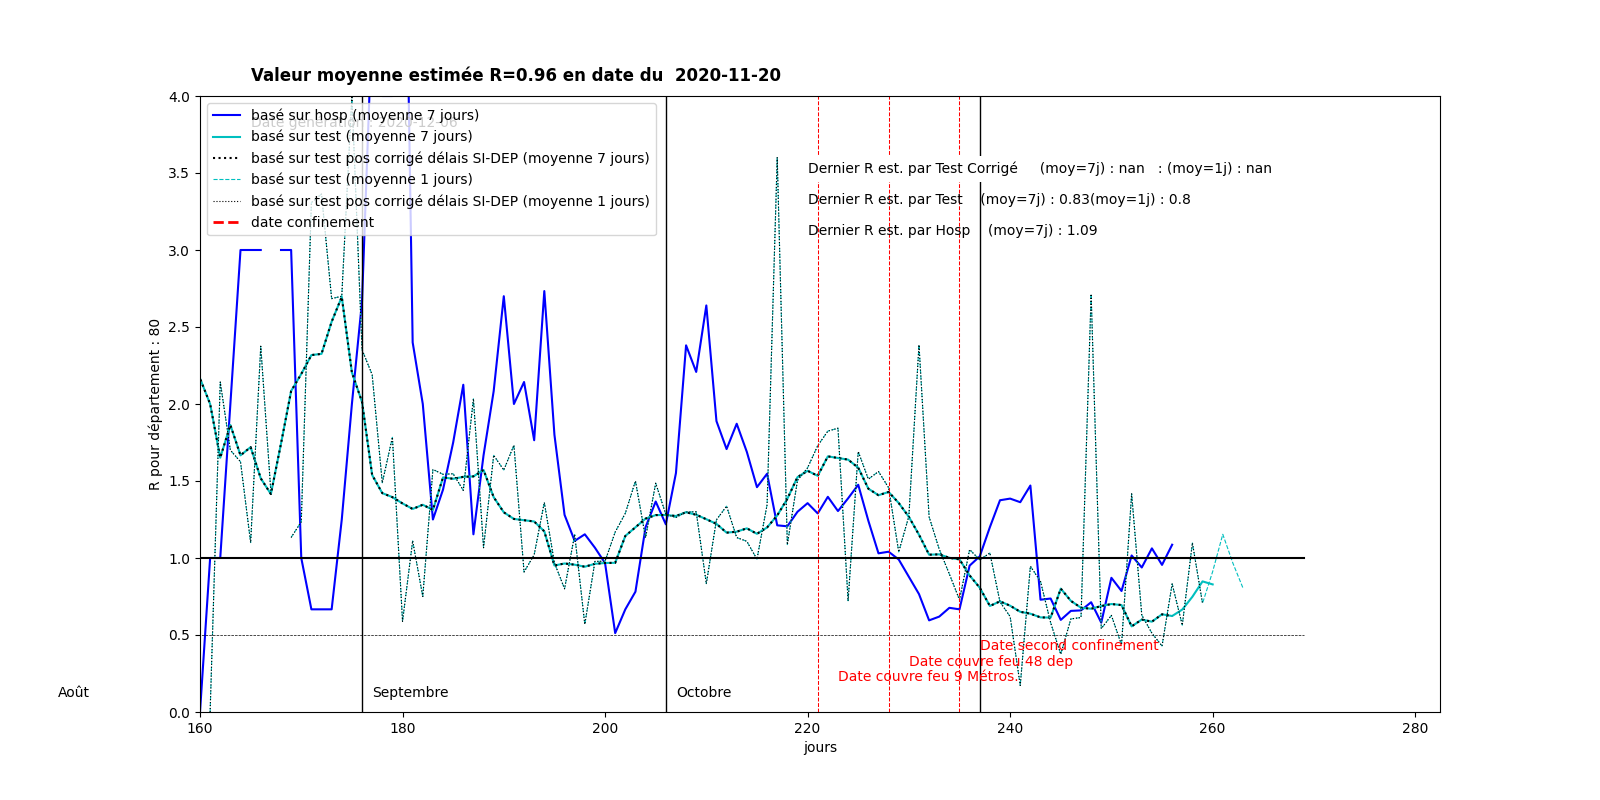 Valeur moyenne estimée R=0.96 en date du  2020-11-20
4.0
3.5
3.0
2.5
2.0
1.5
1.0
0.5
0.0
R pour département : 80
basé sur hosp (moyenne 7 jours)
Date génération : 2020-12-06
basé sur test (moyenne 7 jours)
basé sur test pos corrigé délais SI-DEP (moyenne 7 jours)
basé sur test (moyenne 1 jours)
basé sur test pos corrigé délais SI-DEP (moyenne 1 jours)
date confinement
Dernier R est. par Test Corrigé     (moy=7j) : nan   : (moy=1j) : nan
Dernier R est. par Test    (moy=7j) : 0.83(moy=1j) : 0.8
Dernier R est. par Hosp    (moy=7j) : 1.09
Date second confinement
Date couvre feu 48 dep
Date couvre feu 9 Métros.
Août
Septembre
Octobre
160
180
200
220
240
260
280
jours